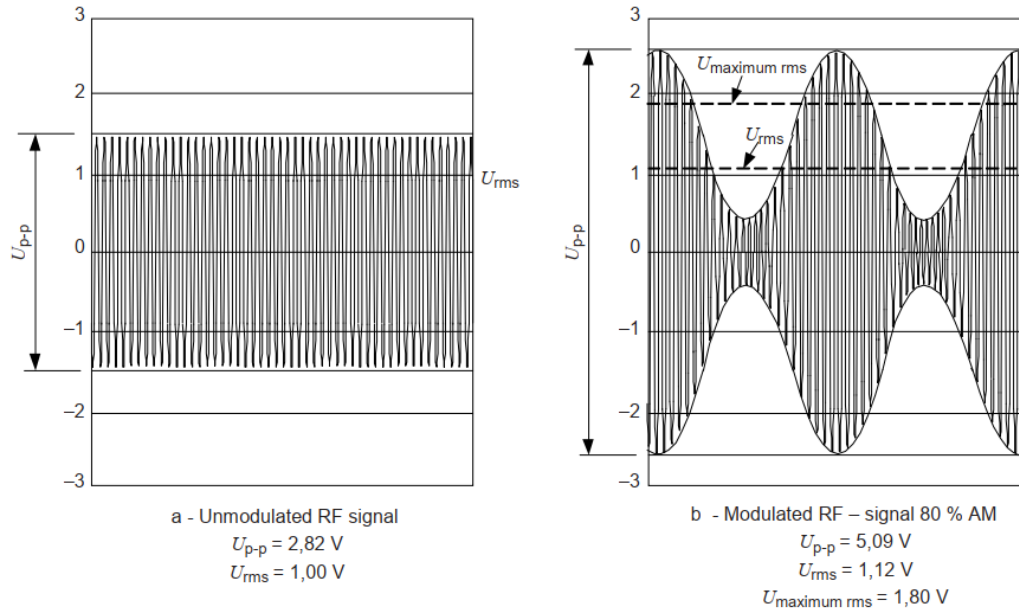 3
2
1
0
–1
–2
–3
U p-p
U rms
a - Unmodulated RF signal
U p-p = 2,82 V
U rms = 1,00 V
3
2
1
0
–1
–2
–3
U p-p
U maximum rms
U rms
b - Modulated RF – signal 80 % AM
U p-p = 5,09 V
U rms = 1,12 V
U maximum rms = 1,80 V